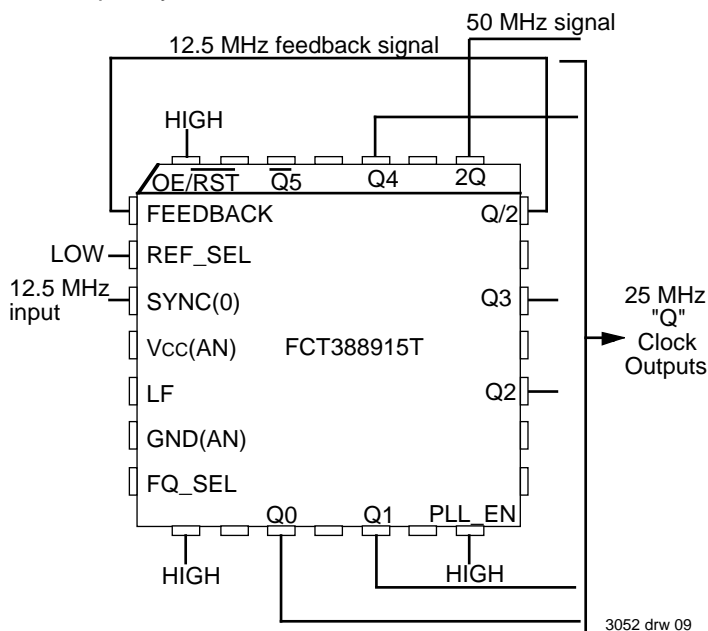 50 MHz signal
12.5 MHz feedback signal
HIGH
OE/R̅S̅T̅ Q̅5 Q4 2Q
FEEDBACK Q/2
LOW REF_SEL
12.5 MHz
input
SYNC(0) Q3
VCC(AN) FCT388915T
LF Q2
GND(AN)
FQ_SEL
Q0 Q1 PLL_EN
HIGH HIGH
25 MHz
"Q"
Clock
Outputs
3052 drw 09